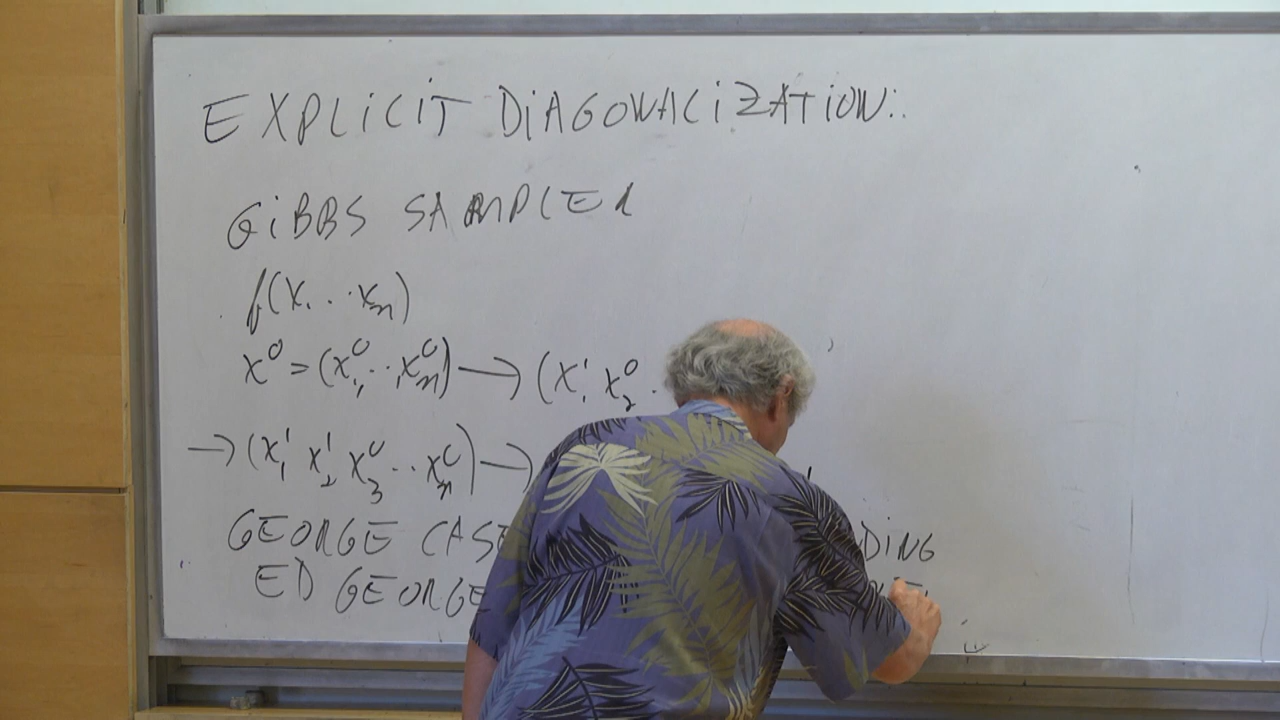 EXPLICIT DIAGONALIZATION:
GIBBS SAMPLER
f(X₁ ... Xₙ)
X⁰ = (X₁⁰, ..., Xₙ⁰) → (X₁¹ X₂⁰ .
→ (X₁¹ X₂¹ X₃⁰ .. Xₙ⁰) →
GEORGE CASE DING
ED GEORGE